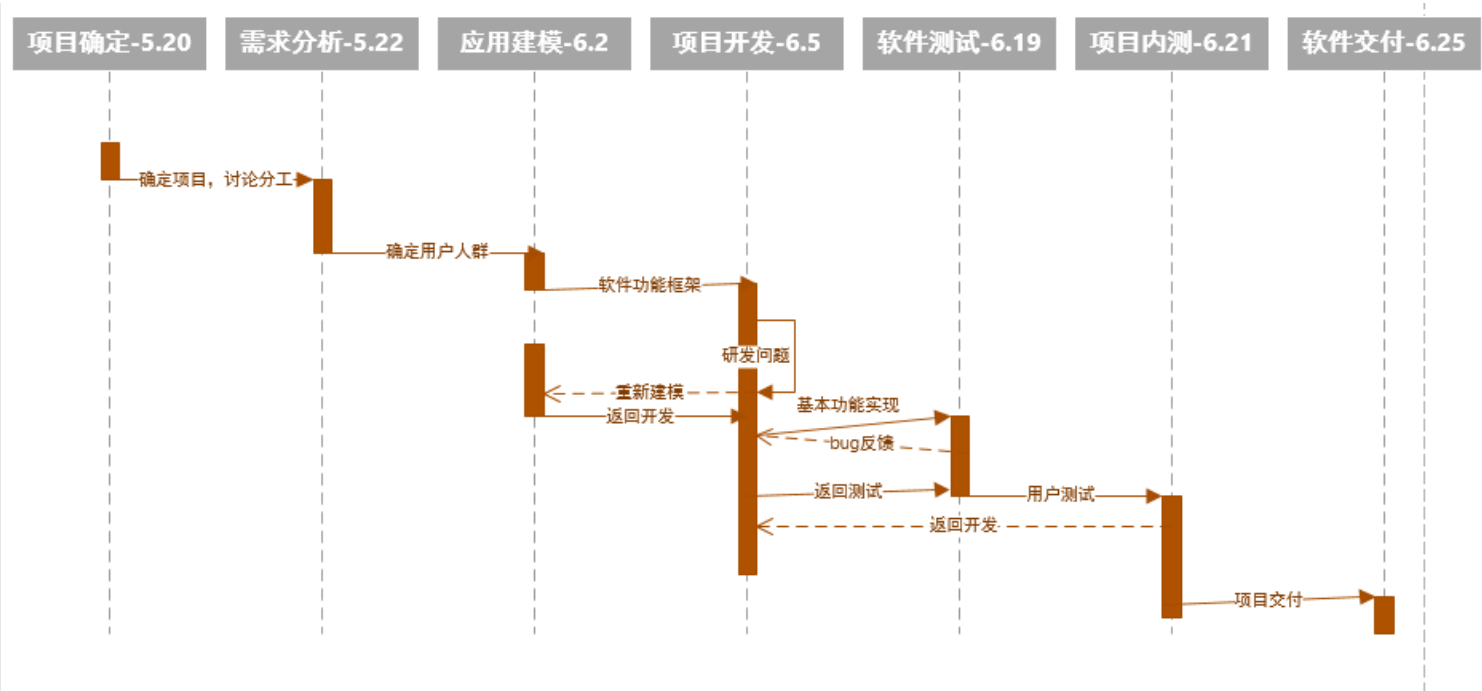 项目确定-5.20
需求分析-5.22
应用建模-6.2
项目开发-6.5
软件测试-6.19
项目内测-6.21
软件交付-6.25
确定项目，讨论分工
确定用户人群
软件功能框架
研发问题
重新建模
基本功能实现
返回开发
bug反馈
返回测试
用户测试
返回开发
项目交付